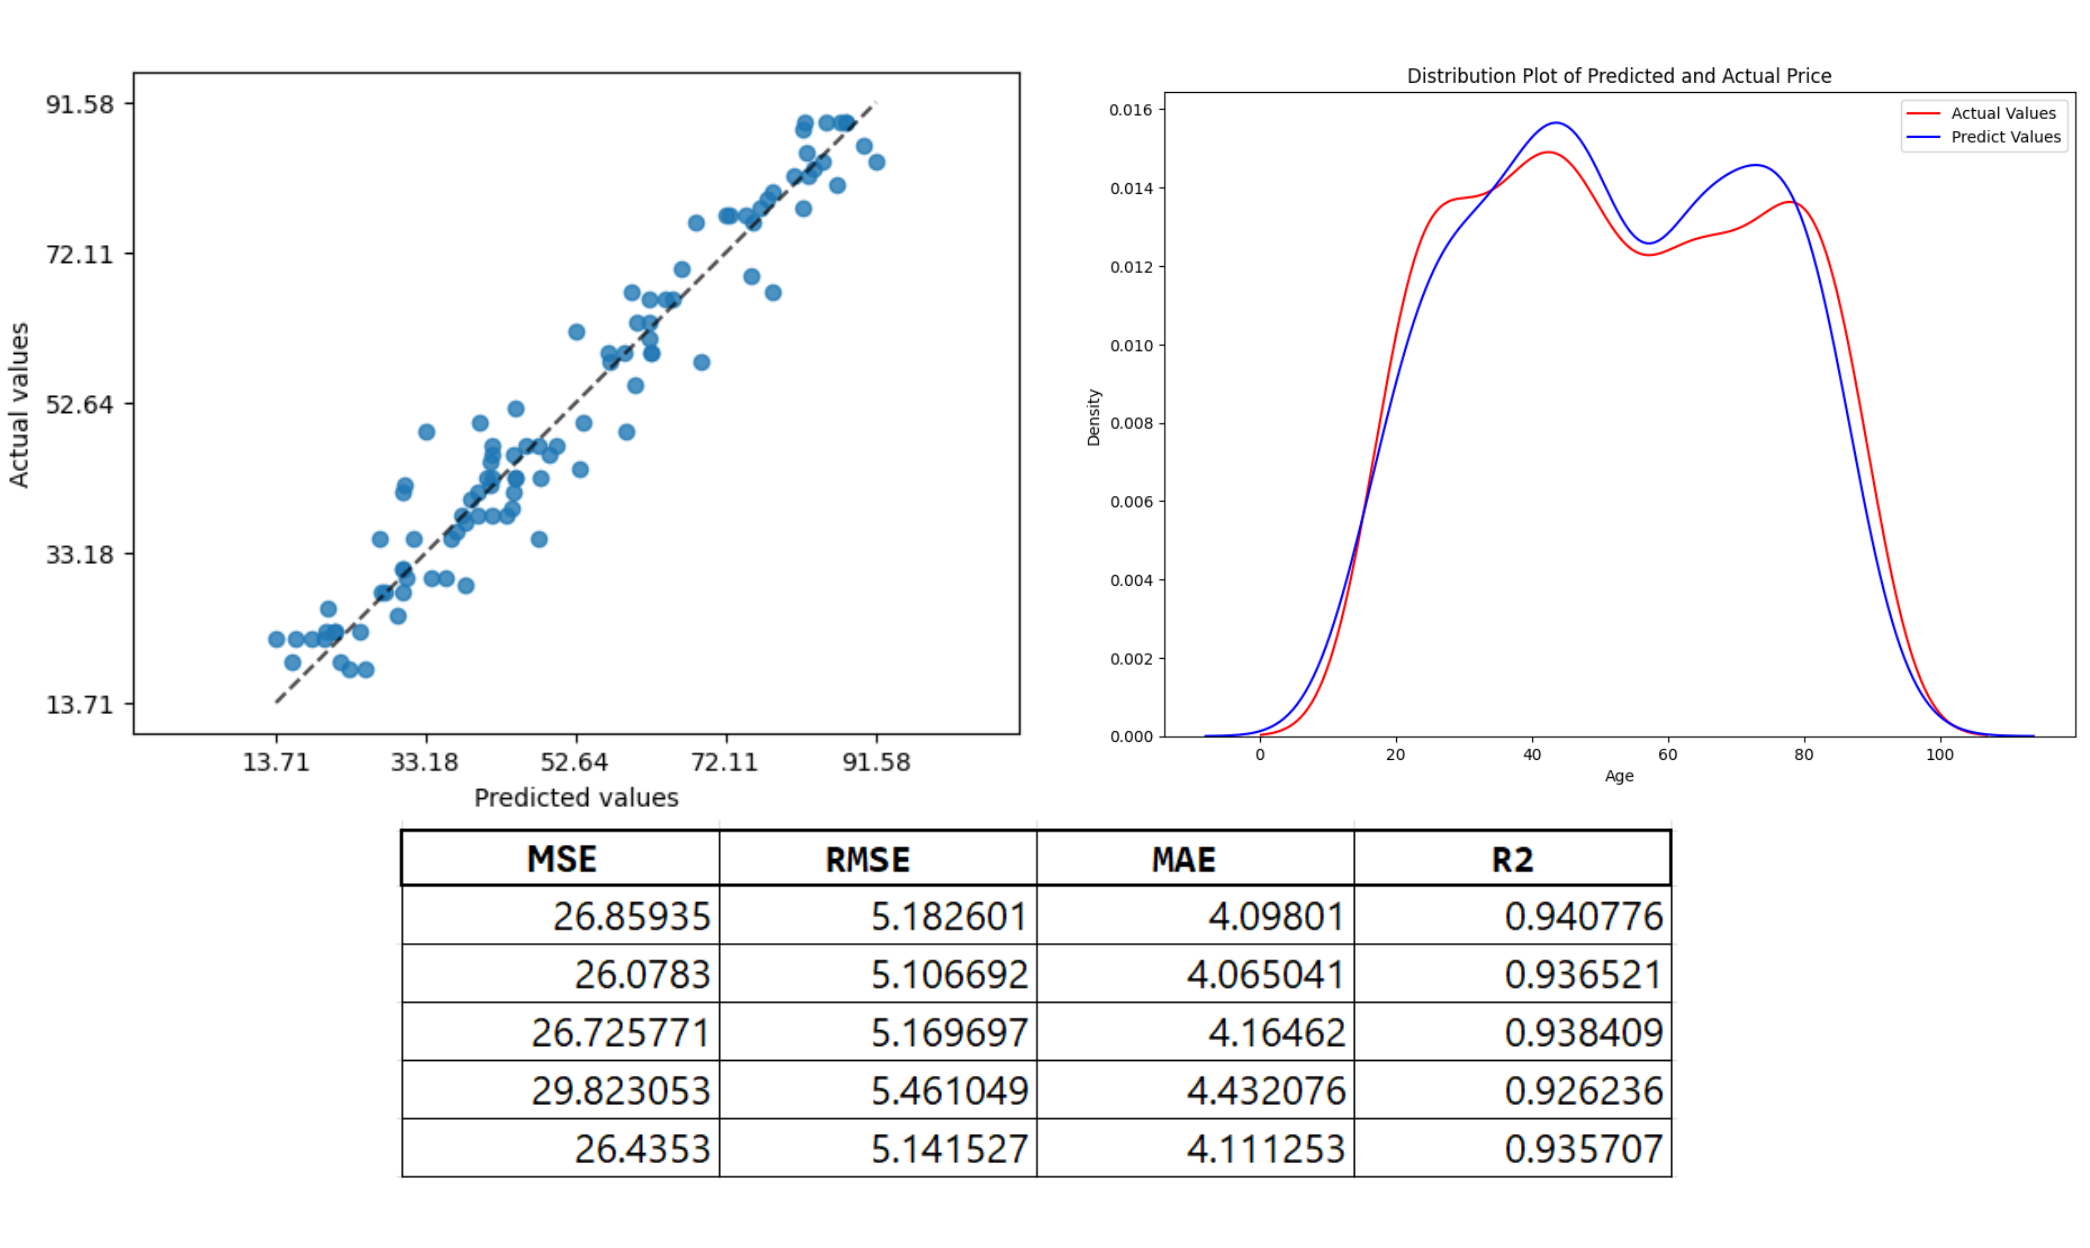 91.58
72.11
52.64
33.18
13.71
Actual values
13.71 33.18 52.64 72.11 91.58
Predicted values
Distribution Plot of Predicted and Actual Price
Actual Values
Predict Values
0.016
0.014
0.012
0.010
0.008
0.006
0.004
0.002
0.000
Density
0 20 40 60 80 100
Age
MSE RMSE MAE R2
26.85935 5.182601 4.09801 0.940776
26.0783 5.106692 4.065041 0.936521
26.725771 5.169697 4.16462 0.938409
29.823053 5.461049 4.432076 0.926236
26.4353 5.141527 4.111253 0.935707